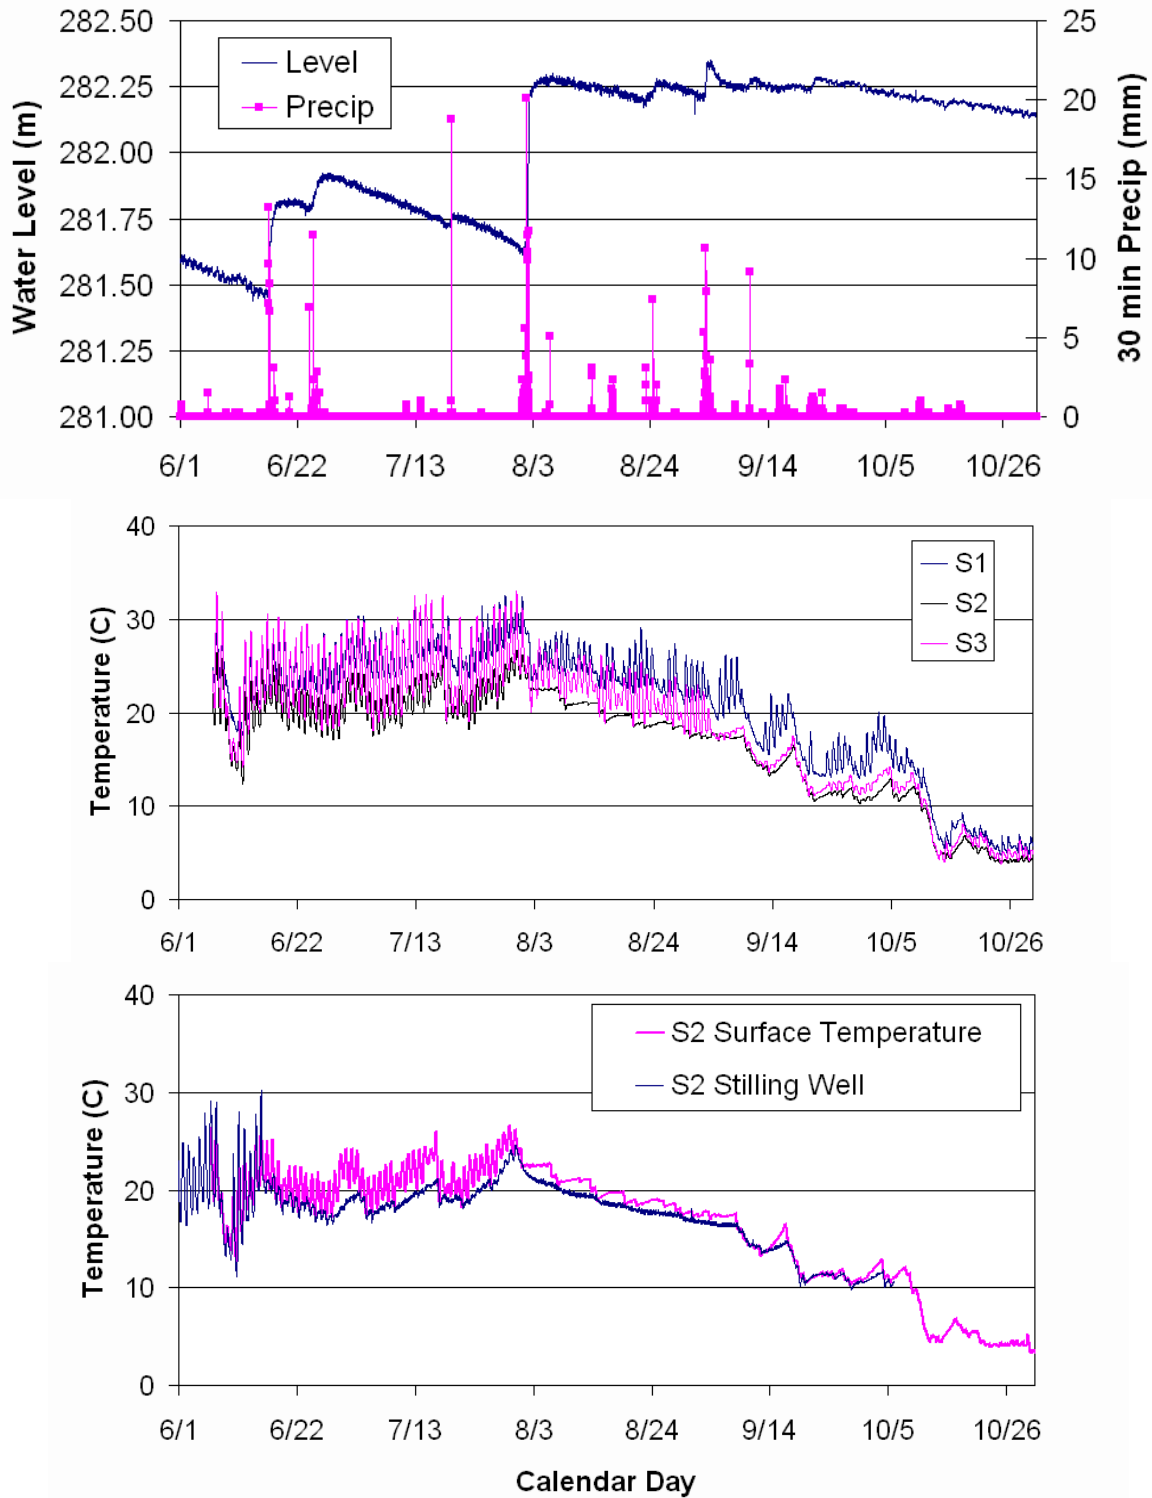 282.50
282.25
282.00
281.75
281.50
281.25
281.00
Water Level (m)
Level
Precip
25
20
15
10
5
0
30 min Precip (mm)
6/1 6/22 7/13 8/3 8/24 9/14 10/5 10/26
40
30
20
10
0
Temperature (C)
S1
S2
S3
6/1 6/22 7/13 8/3 8/24 9/14 10/5 10/26
40
30
20
10
0
Temperature (C)
S2 Surface Temperature
S2 Stilling Well
6/1 6/22 7/13 8/3 8/24 9/14 10/5 10/26
Calendar Day